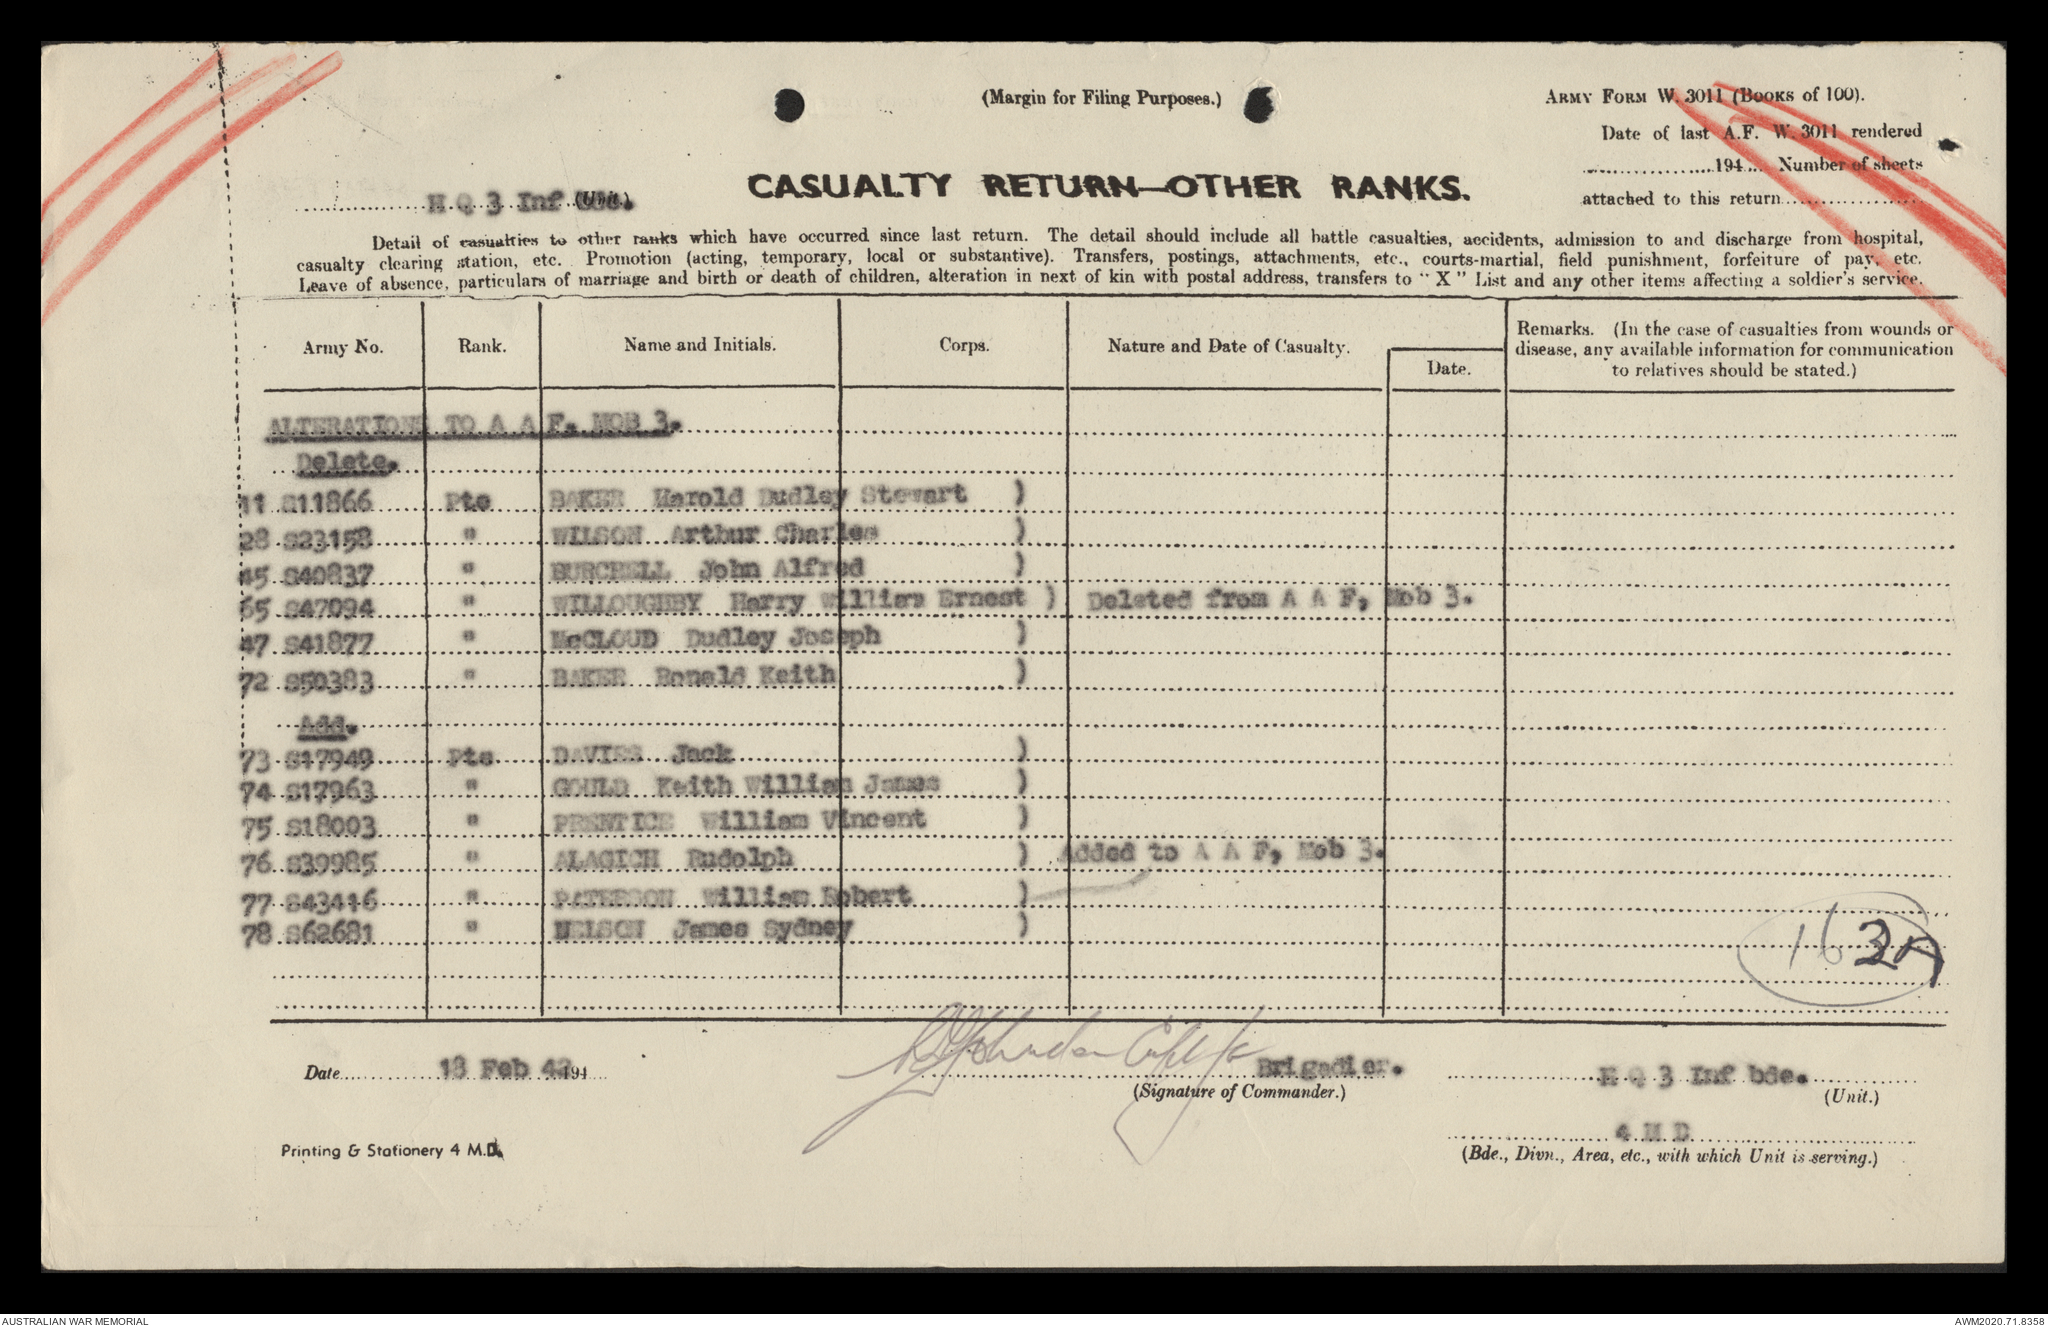 (Margin for Filing Purposes.)
ARMY FORM W. 3011 (BOOKS of 100).
Date of last A.F. W. 3011 rendered
194 Number of sheets
attached to this return
H Q 3 Inf Bde. (Unit.)
CASUALTY RETURN—OTHER RANKS.
Detail of casualties to other ranks which have occurred since last return. The detail should include all battle casualties, accidents, admission to and discharge from hospital,
casualty clearing station, etc. Promotion (acting, temporary, local or substantive). Transfers, postings, attachments, etc., courts-martial, field punishment, forfeiture of pay, etc.
Leave of absence, particulars of marriage and birth or death of children, alteration in next of kin with postal address, transfers to "X" List and any other items affecting a soldier's service.
Army No. Rank. Name and Initials. Corps. Nature and Date of Casualty. Date. Remarks. (In the case of casualties from wounds or
disease, any available information for communication
to relatives should be stated.)
ALTERATIONS TO A A F. MOB 3.
Delete.
11 S11866 Pte BAKER Harold Dudley Stewart )
28 S23158 " WILSON Arthur Charles )
45 S40837 " BURCHELL John Alfred )
65 S47094 " WILLOUGHBY Harry William Ernest ) Deleted from A A F, Mob 3.
47 S41877 " McCLOUD Dudley Joseph )
72 S50383 " BAKER Ronald Keith )
Add.
73 S17949 Pte DAVIES Jack )
74 S17963 " GOULD Keith William James )
75 S18003 " PRENTICE William Vincent )
76 S39985 " ALAGICH Rudolph ) Added to A A F, Mob 3.
77 S43416 " PATERSON William Robert )
78 S62681 " NELSON James Sydney )
163A
Date 18 Feb 42 194
Brigadier.
(Signature of Commander.)
H Q 3 Inf bde.
(Unit.)
4 M D
(Bde., Divn., Area, etc., with which Unit is serving.)
Printing & Stationery 4 M.D.
AUSTRALIAN WAR MEMORIAL
AWM2020.71.8358